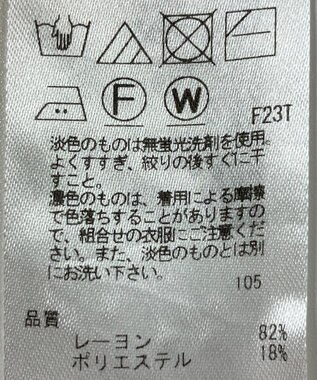 F W
F23T
淡色のものは無蛍光洗剤を使用。
よくすすぎ、絞りの後すぐに干
すこと。
濃色のものは、着用による摩擦
で色落ちすることがありますの
で、組合せの衣服にご注意くだ
さい。また、淡色のものとは別
にお洗い下さい。
105
品質
レーヨン 82%
ポリエステル 18%